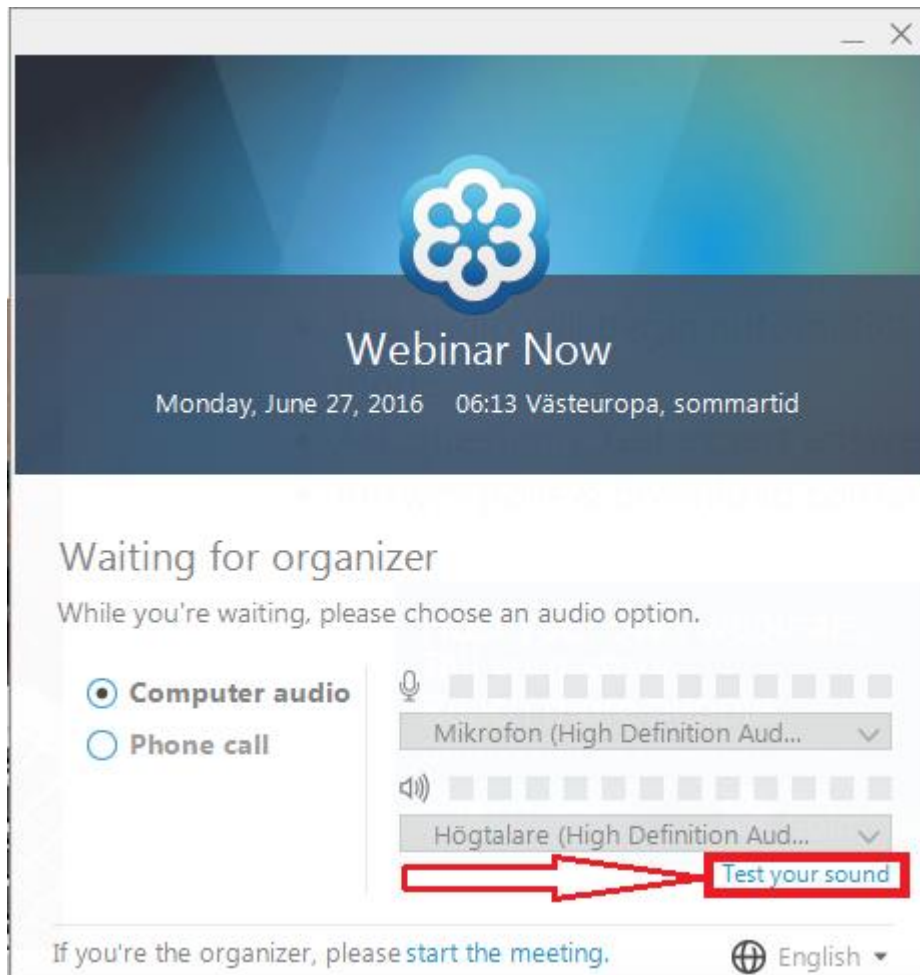 Webinar Now
Monday, June 27, 2016 06:13 Västeuropa, sommartid
Waiting for organizer
While you're waiting, please choose an audio option.
Computer audio
Phone call
Mikrofon (High Definition Aud...
Högtalare (High Definition Aud...
Test your sound
If you're the organizer, please start the meeting.
English